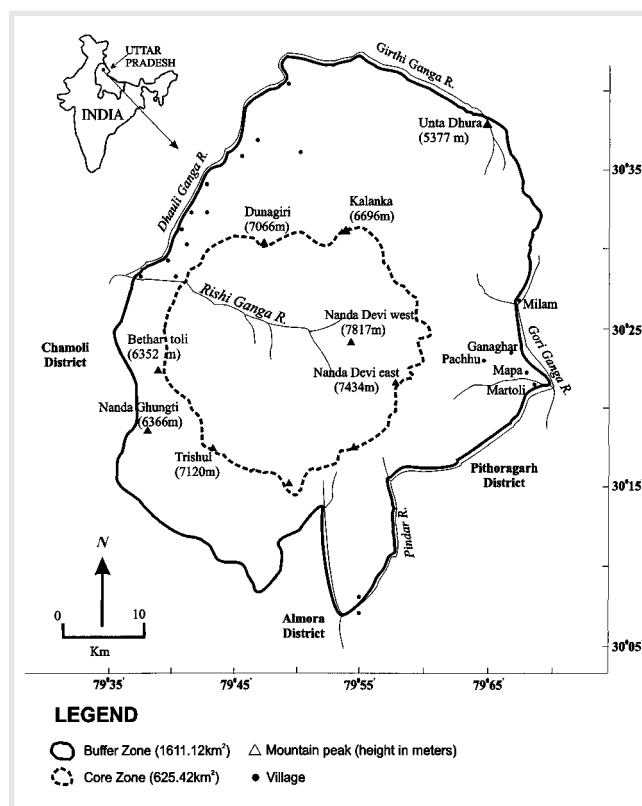 UTTAR
PRADESH
INDIA
Girthi Ganga R.
Unta Dhura
(5377 m)
30°35
Dhauli Ganga R.
Dunagiri
(7066m)
Kalanka
(6696m)
Rishi Ganga R.
Nanda Devi west
(7817m)
Milam
30°25
Chamoli
District
Bethartoli
(6352 m)
Ganaghar
Pachhu
Mapa
Martoli
Gori Ganga R.
Nanda Devi east
(7434m)
Nanda Ghungti
(6366m)
Trishul
(7120m)
Pithoragarh
District
30°15
Pindar R.
N
0 10
Km
Almora
District
30°05
79°35 79°45 79°55 79°65
LEGEND
Buffer Zone (1611.12km²) Mountain peak (height in meters)
Core Zone (625.42km²) Village